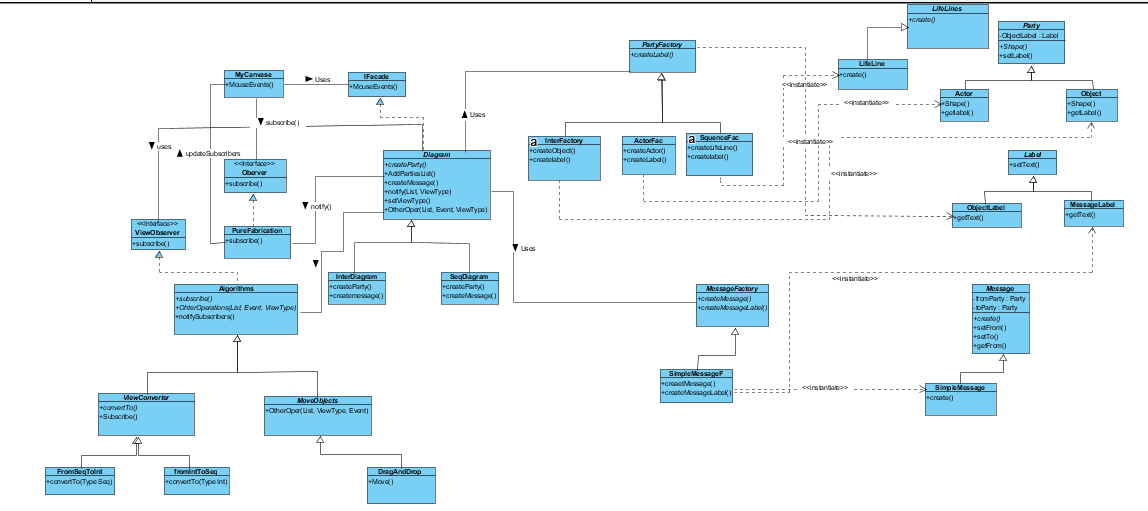 LifeLines
+create()
Party
-ObjectLabel : Label
+Shape()
+setLabel()
PartyFactory
+createLabel()
LifeLine
+create()
MyCanvase
+MouseEvents()
Uses
IFacade
+MouseEvents()
<<instantiate>>
Actor
+Shape()
+getlabel()
Object
+Shape()
+getLabel()
<<instantiate>>
Uses
subscribe()
uses
updateSubscribers
a
InterFactory
+createObject()
+createlabel()
ActorFac
+createActor()
+createLabel()
a
SquenceFac
+createLifeLine()
+createlabel()
<<instantiate>>
Label
+setText()
Diagram
+createParty()
+AddPartiesList()
+createMessage()
+notify(List, ViewType)
+setViewType()
+OtherOper(List, Event, ViewType)
<<Interface>>
Oberver
+subscribe()
<<instantiate>>
notify()
ObjectLabel
+getText()
MessageLabel
+getText()
<<Interface>>
ViewObserver
+subscribe()
PureFabrication
+subscribe()
Uses
InterDiagram
+createParty()
+createmessage()
SeqDiagram
+createParty()
+createMessage()
<<instantiate>>
Algorithms
+subscribe()
+OhterOperations(List, Event, ViewType)
+notifySubscribers()
MessageFactory
+createMessage()
+createMessageLabel()
Message
-fromParty : Party
-toParty : Party
+create()
+setFrom()
+setTo()
+getFrom()
SimpleMessageF
+creaetMessage()
+createMessageLabel()
<<instantiate>>
SimpleMessage
+create()
ViewConverter
+convertTo()
+Subscribe()
MoveObjects
+OtherOper(List, ViewType, Event)
FromSeqToInt
+convertTo(Type Seq)
fromIntToSeq
+convertTo(Type Int)
DragAndDrop
+Move()